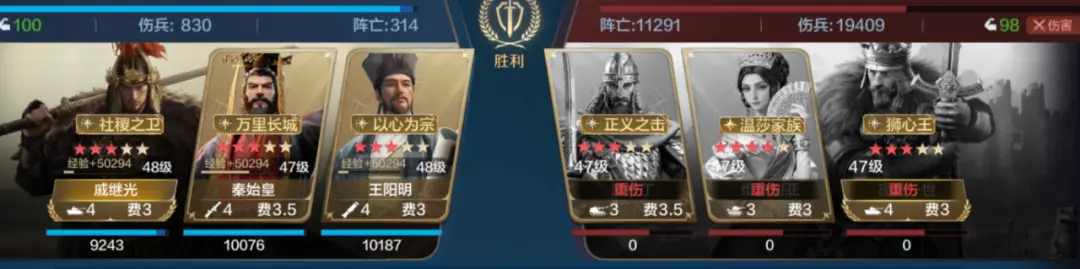 100
伤兵: 830
阵亡:314
胜利
阵亡:11291
伤兵:19409
98
伤害
社稷之卫
经验+50294
48级
戚继光
4 费3
9243
万里长城
经验+50294
47级
秦始皇
4 费3.5
10076
以心为宗
经验+50294
48级
王阳明
4 费3
10187
正义之击
47级
重伤
3 费3.5
0
温莎家族
47级
重伤
3 费3
0
狮心王
47级
重伤
4 费3
0